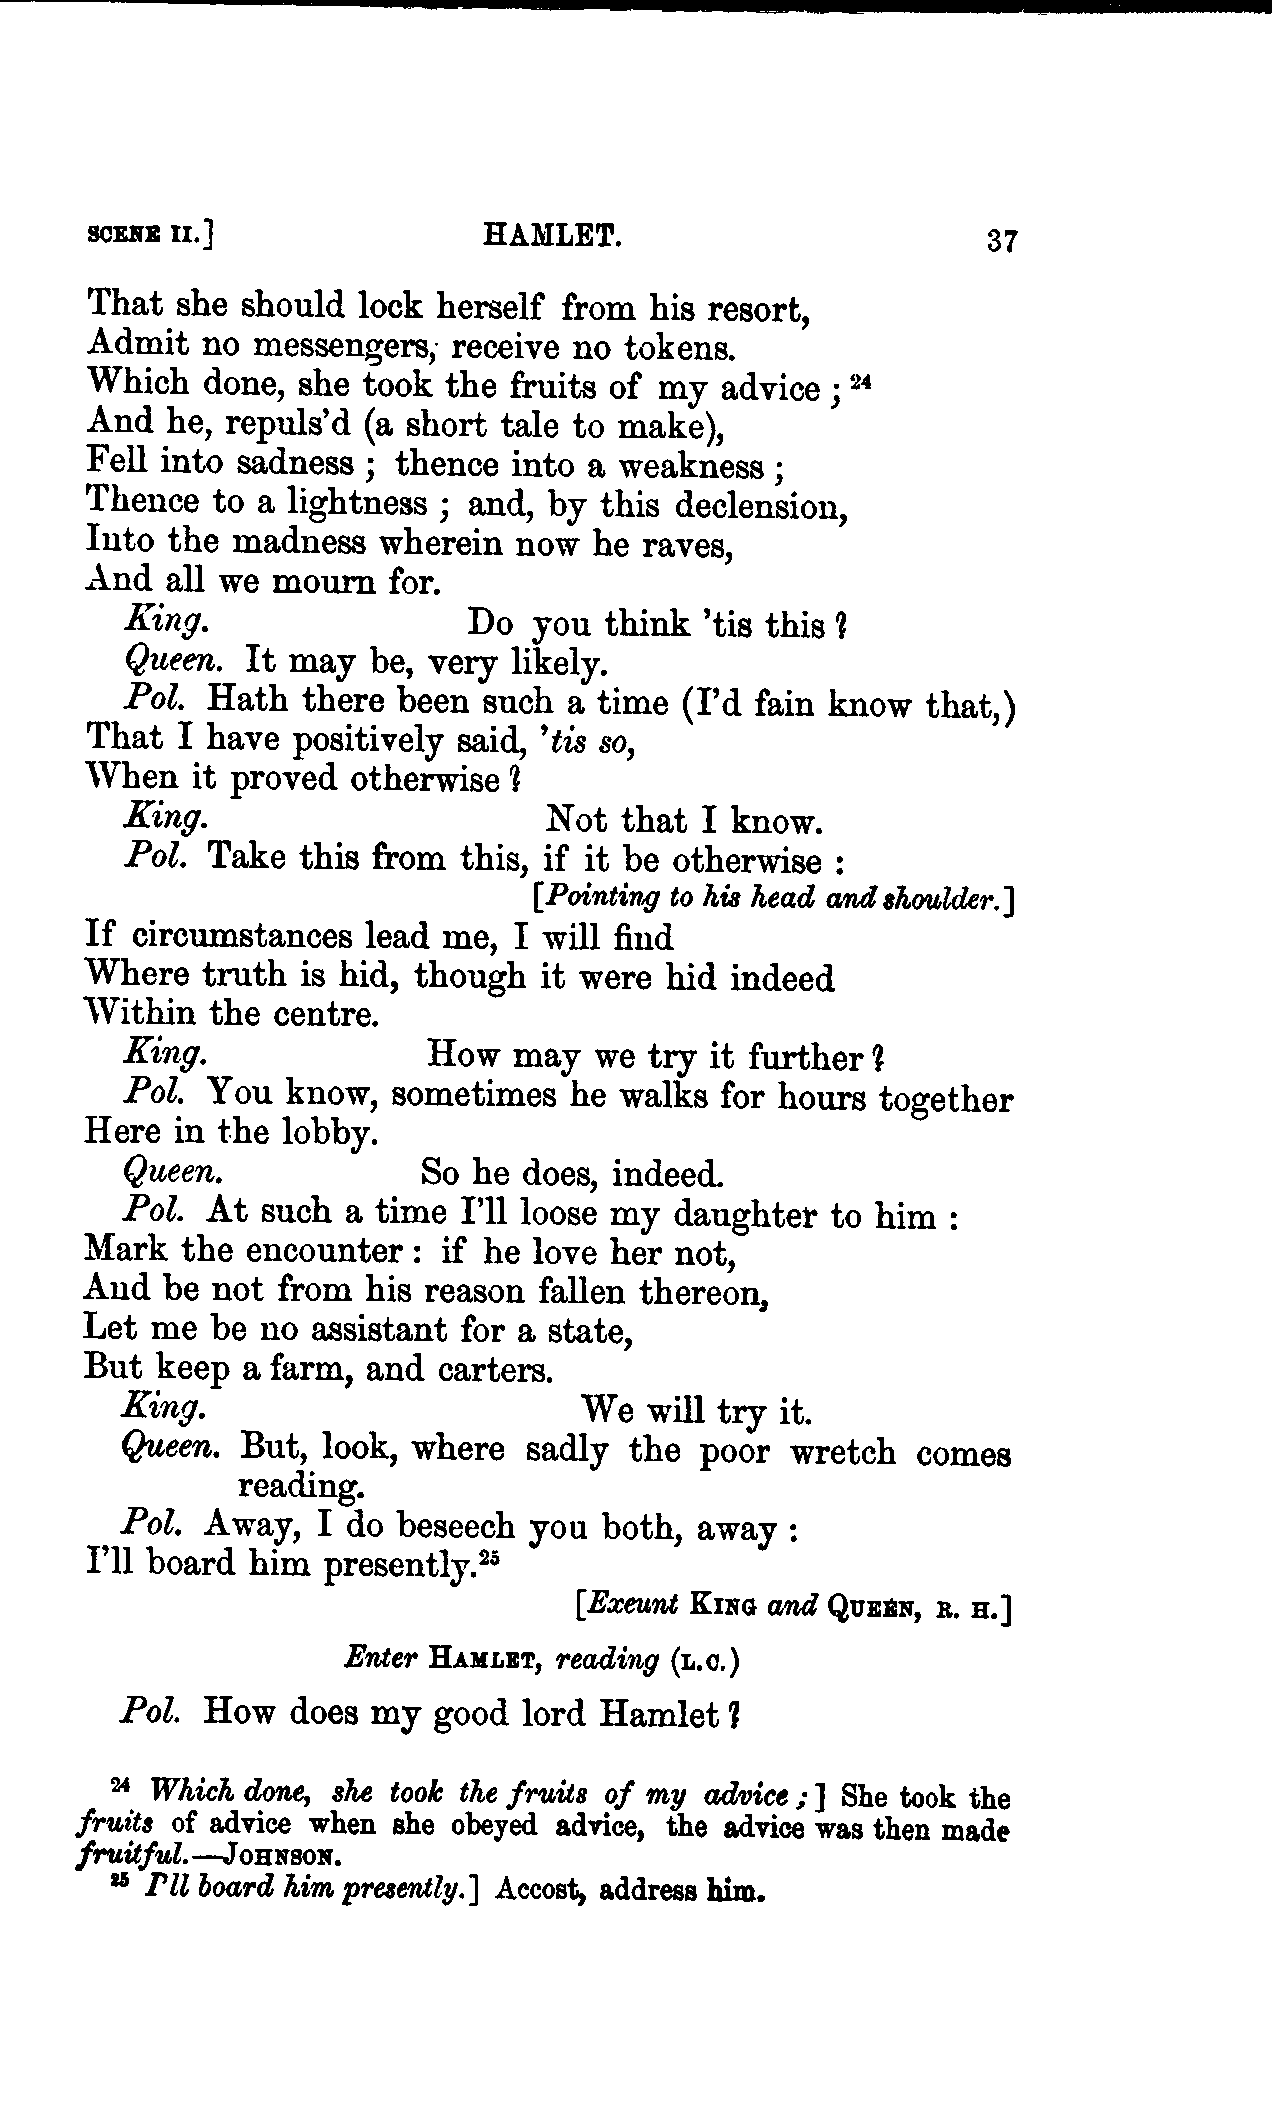 SCENE II.] HAMLET. 37
That she should lock herself from his resort,
Admit no messengers, receive no tokens.
Which done, she took the fruits of my advice ; 24
And he, repuls'd (a short tale to make),
Fell into sadness ; thence into a weakness ;
Thence to a lightness ; and, by this declension,
Into the madness wherein now he raves,
And all we mourn for.
King. Do you think 'tis this ?
Queen. It may be, very likely.
Pol. Hath there been such a time (I'd fain know that,)
That I have positively said, 'tis so,
When it proved otherwise ?
King. Not that I know.
Pol. Take this from this, if it be otherwise :
[Pointing to his head and shoulder.]
If circumstances lead me, I will find
Where truth is hid, though it were hid indeed
Within the centre.
King. How may we try it further ?
Pol. You know, sometimes he walks for hours together
Here in the lobby.
Queen. So he does, indeed.
Pol. At such a time I'll loose my daughter to him :
Mark the encounter : if he love her not,
And be not from his reason fallen thereon,
Let me be no assistant for a state,
But keep a farm, and carters.
King. We will try it.
Queen. But, look, where sadly the poor wretch comes
reading.
Pol. Away, I do beseech you both, away :
I'll board him presently.25
[Exeunt KING and QUEEN, R. H.]
Enter HAMLET, reading (L.C.)
Pol. How does my good lord Hamlet ?
24 Which done, she took the fruits of my advice ;] She took the
fruits of advice when she obeyed advice, the advice was then made
fruitful.—JOHNSON.
25 I'll board him presently.] Accost, address him.